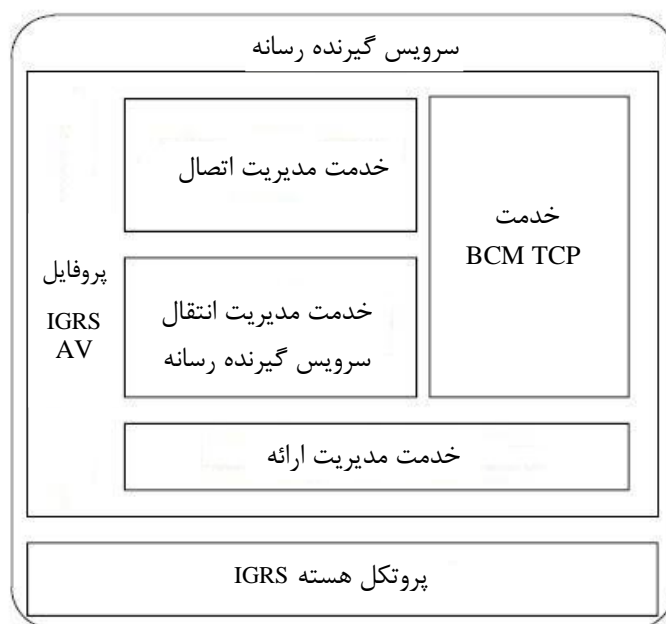 سرویس گیرنده رسانه
خدمت مدیریت اتصال
خدمت
BCM TCP
پروفایل
IGRS
AV
خدمت مدیریت انتقال
سرویس گیرنده رسانه
خدمت مدیریت ارائه
پروتکل هسته IGRS